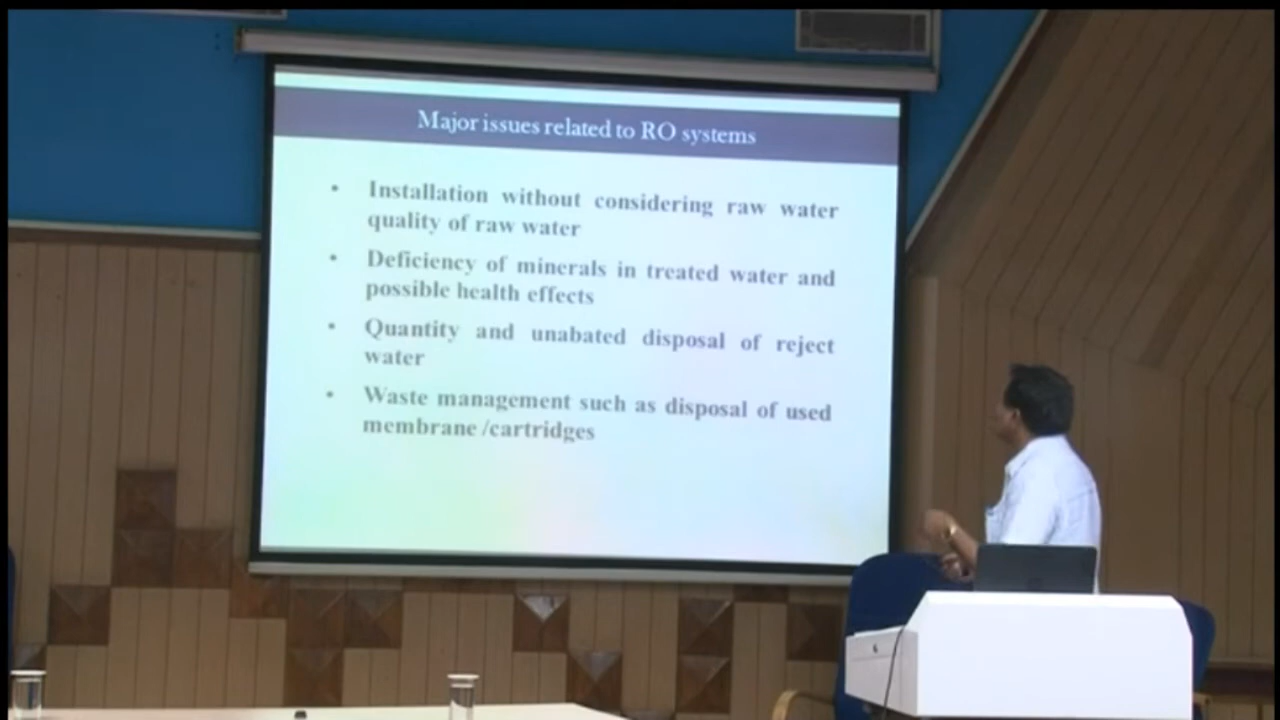 Major issues related to RO systems
• Installation without considering raw water
quality of raw water
• Deficiency of minerals in treated water and
possible health effects
• Quantity and unabated disposal of reject
water
• Waste management such as disposal of used
membrane /cartridges